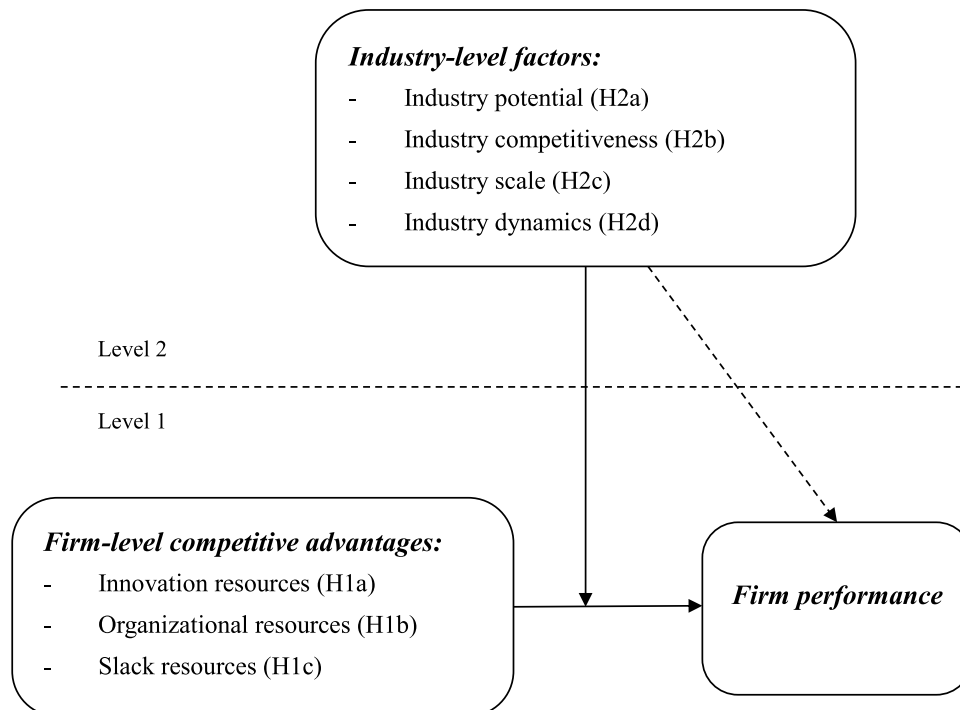 Industry-level factors:
- Industry potential (H2a)
- Industry competitiveness (H2b)
- Industry scale (H2c)
- Industry dynamics (H2d)
Level 2
Level 1
Firm-level competitive advantages:
- Innovation resources (H1a)
- Organizational resources (H1b)
- Slack resources (H1c)
Firm performance